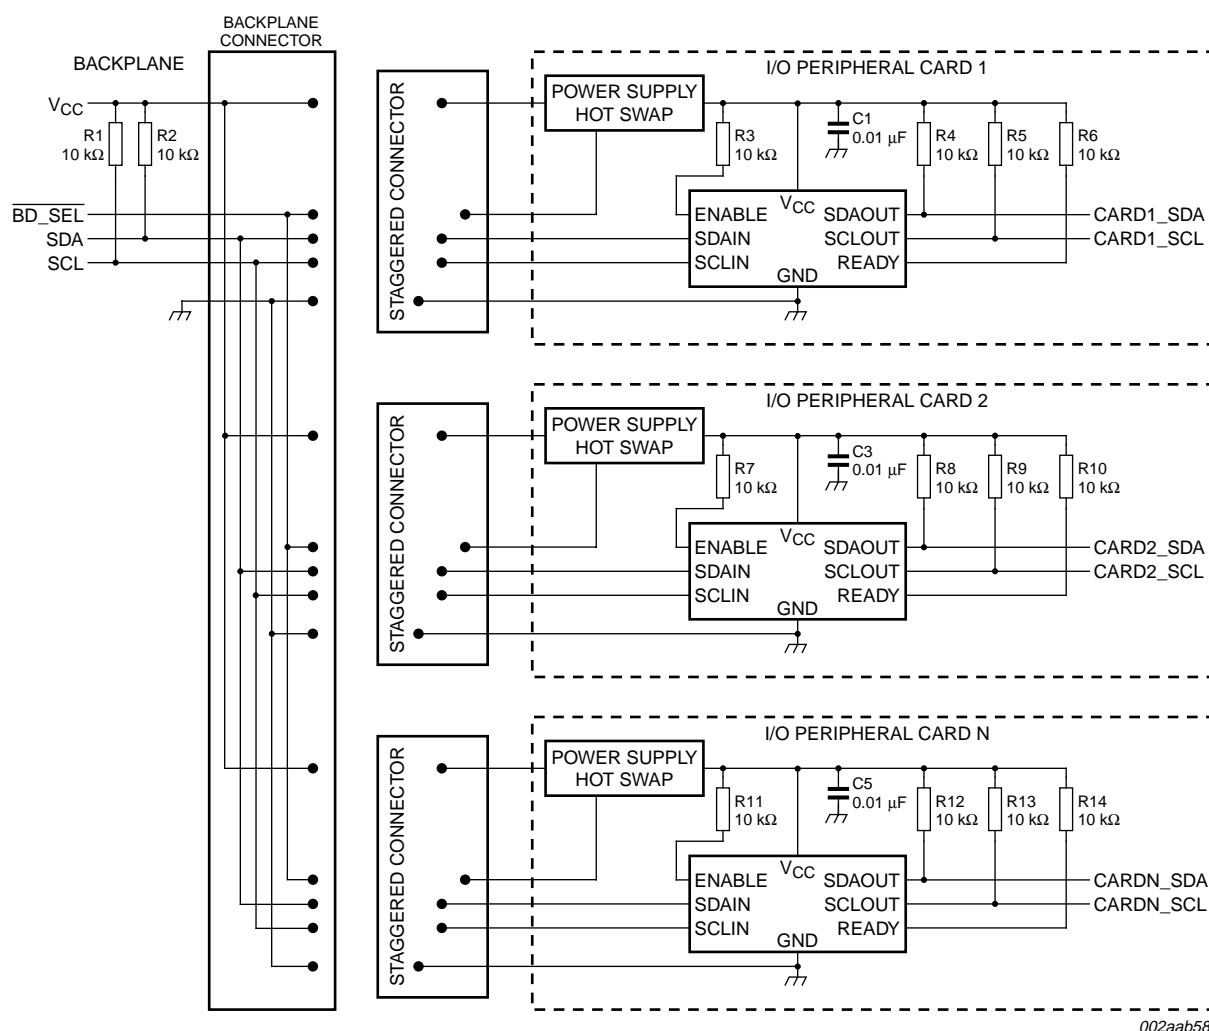 BACKPLANE
CONNECTOR
BACKPLANE
VCC
R1
10 kΩ
R2
10 kΩ
BD_SEL
SDA
SCL
STAGGERED CONNECTOR
I/O PERIPHERAL CARD 1
POWER SUPPLY
HOT SWAP
R3
10 kΩ
C1
0.01 μF
R4
10 kΩ
R5
10 kΩ
R6
10 kΩ
VCC
ENABLE
SDAIN
SCLIN
SDAOUT
SCLOUT
READY
GND
CARD1_SDA
CARD1_SCL
STAGGERED CONNECTOR
I/O PERIPHERAL CARD 2
POWER SUPPLY
HOT SWAP
R7
10 kΩ
C3
0.01 μF
R8
10 kΩ
R9
10 kΩ
R10
10 kΩ
VCC
ENABLE
SDAIN
SCLIN
SDAOUT
SCLOUT
READY
GND
CARD2_SDA
CARD2_SCL
STAGGERED CONNECTOR
I/O PERIPHERAL CARD N
POWER SUPPLY
HOT SWAP
R11
10 kΩ
C5
0.01 μF
R12
10 kΩ
R13
10 kΩ
R14
10 kΩ
VCC
ENABLE
SDAIN
SCLIN
SDAOUT
SCLOUT
READY
GND
CARDN_SDA
CARDN_SCL
002aab58